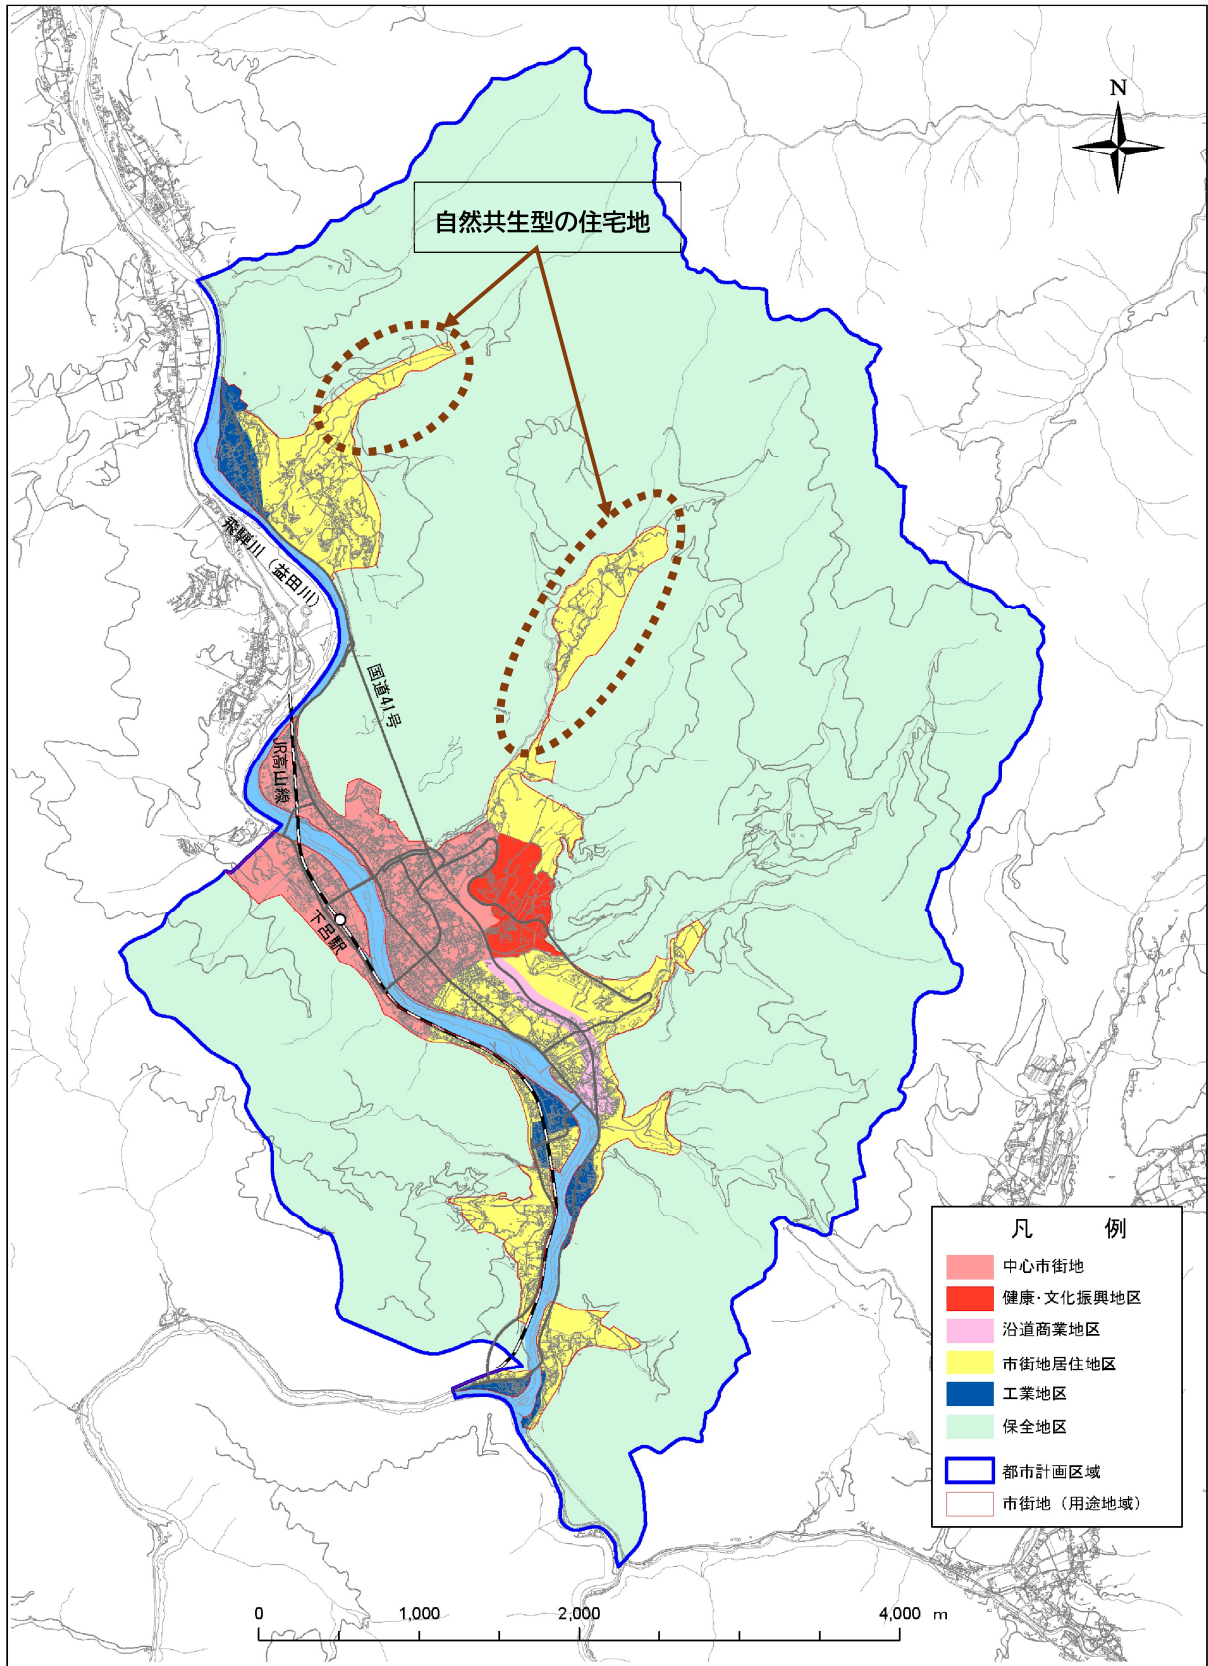 N
自然共生型の住宅地
飛騨川（益田川）
国道41号
JR高山線
下呂駅
凡 例
中心市街地
健康･文化振興地区
沿道商業地区
市街地居住地区
工業地区
保全地区
都市計画区域
市街地（用途地域）
0 1,000 2,000 4,000 m